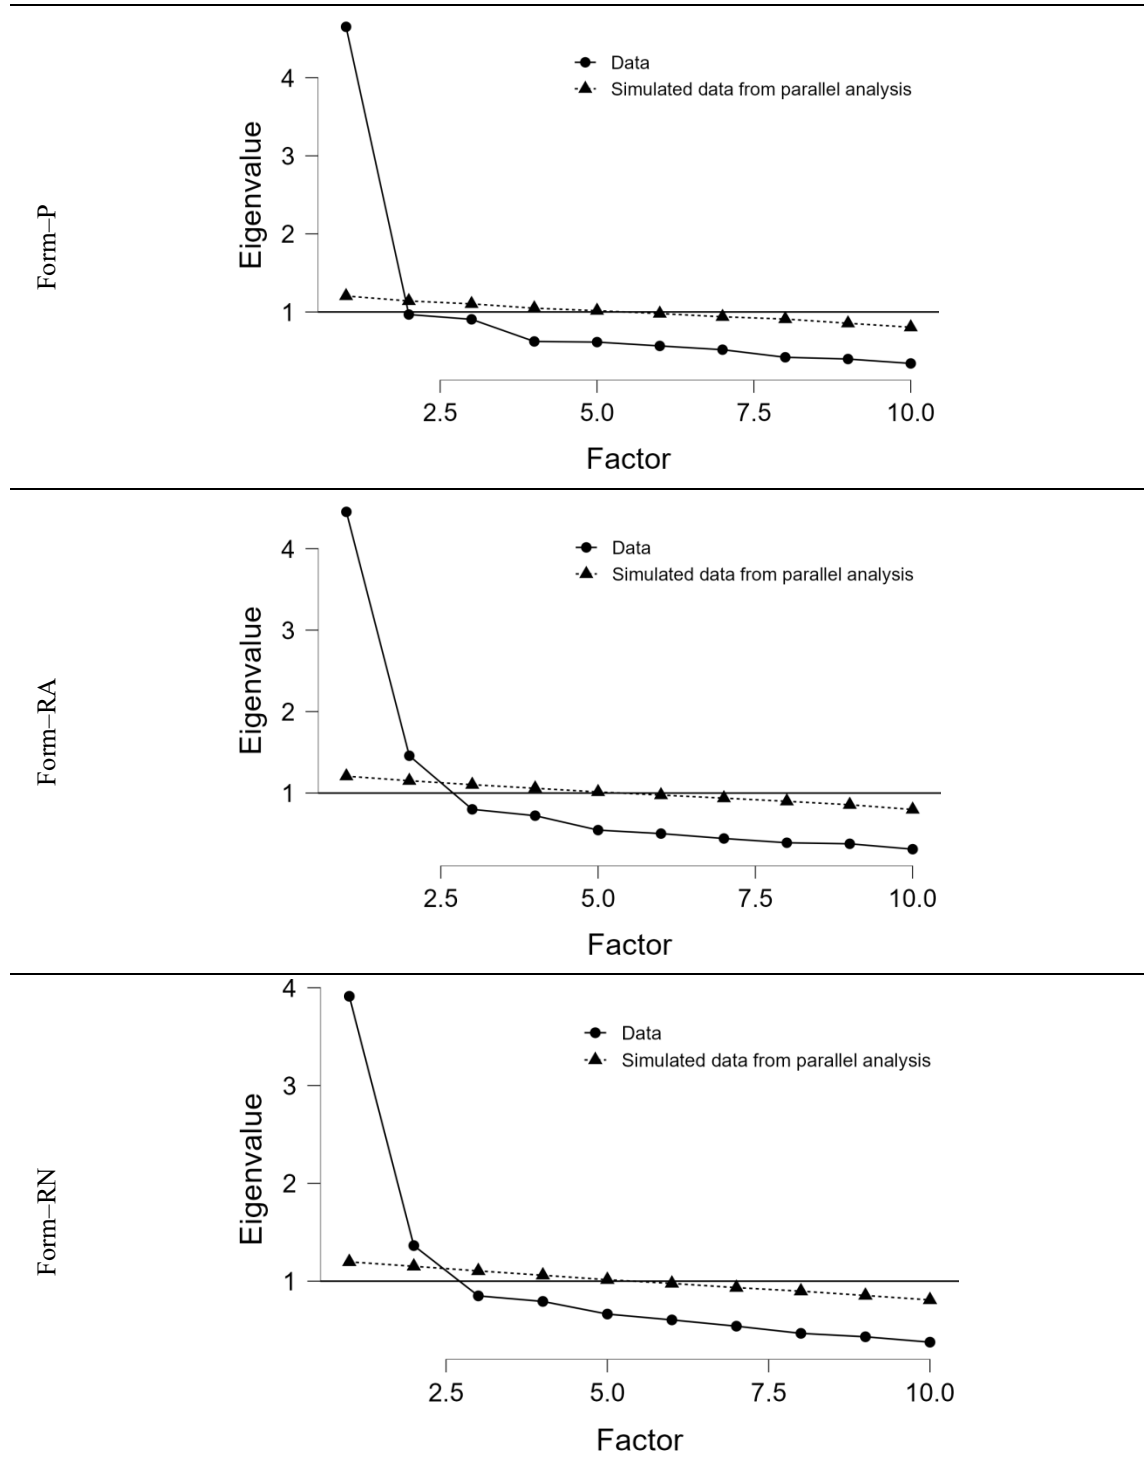 Form–P
Eigenvalue
4
3
2
1
Data
Simulated data from parallel analysis
2.5 5.0 7.5 10.0
Factor
Form–RA
Eigenvalue
4
3
2
1
Data
Simulated data from parallel analysis
2.5 5.0 7.5 10.0
Factor
Form–RN
Eigenvalue
4
3
2
1
Data
Simulated data from parallel analysis
2.5 5.0 7.5 10.0
Factor